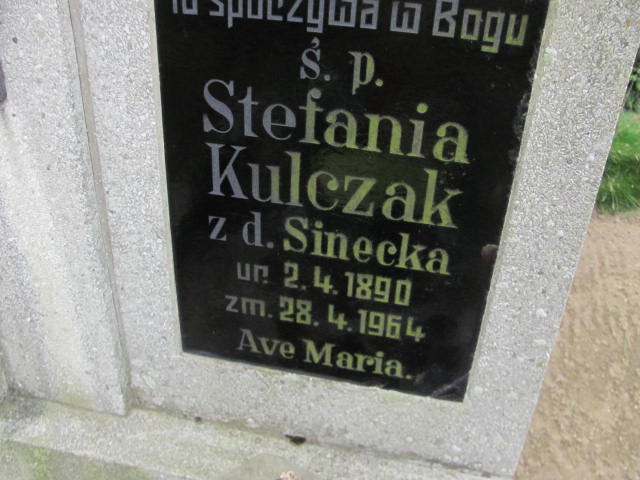 Tu spoczywa w Bogu
ś. p.
Stefania
Kulczak
z d. Sinecka
ur. 2.4.1890
zm. 28.4.1964
Ave Maria.